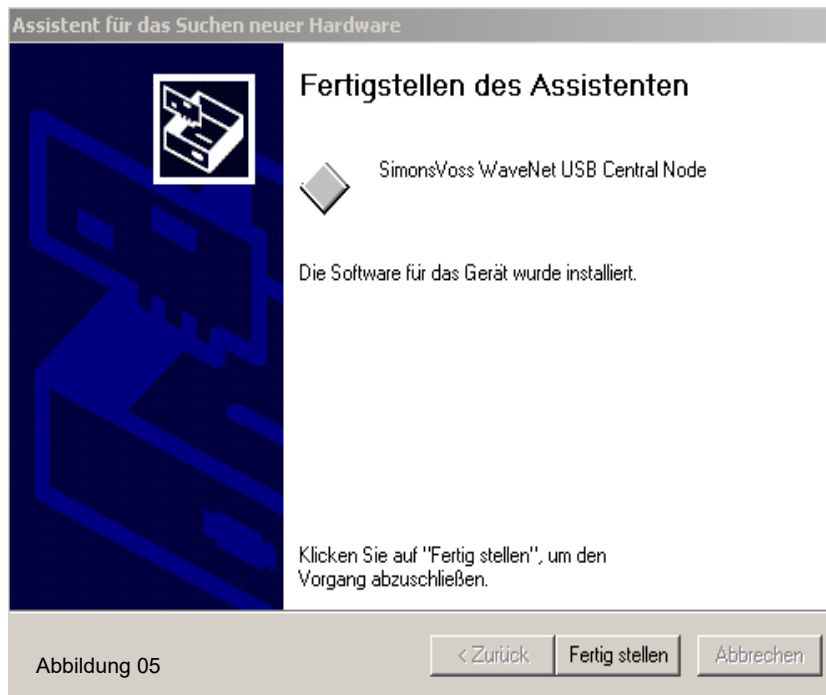 Assistent für das Suchen neuer Hardware
Fertigstellen des Assistenten
SimonsVoss WaveNet USB Central Node
Die Software für das Gerät wurde installiert.
Klicken Sie auf "Fertig stellen", um den
Vorgang abzuschließen.
< Zurück
Fertig stellen
Abbrechen
Abbildung 05